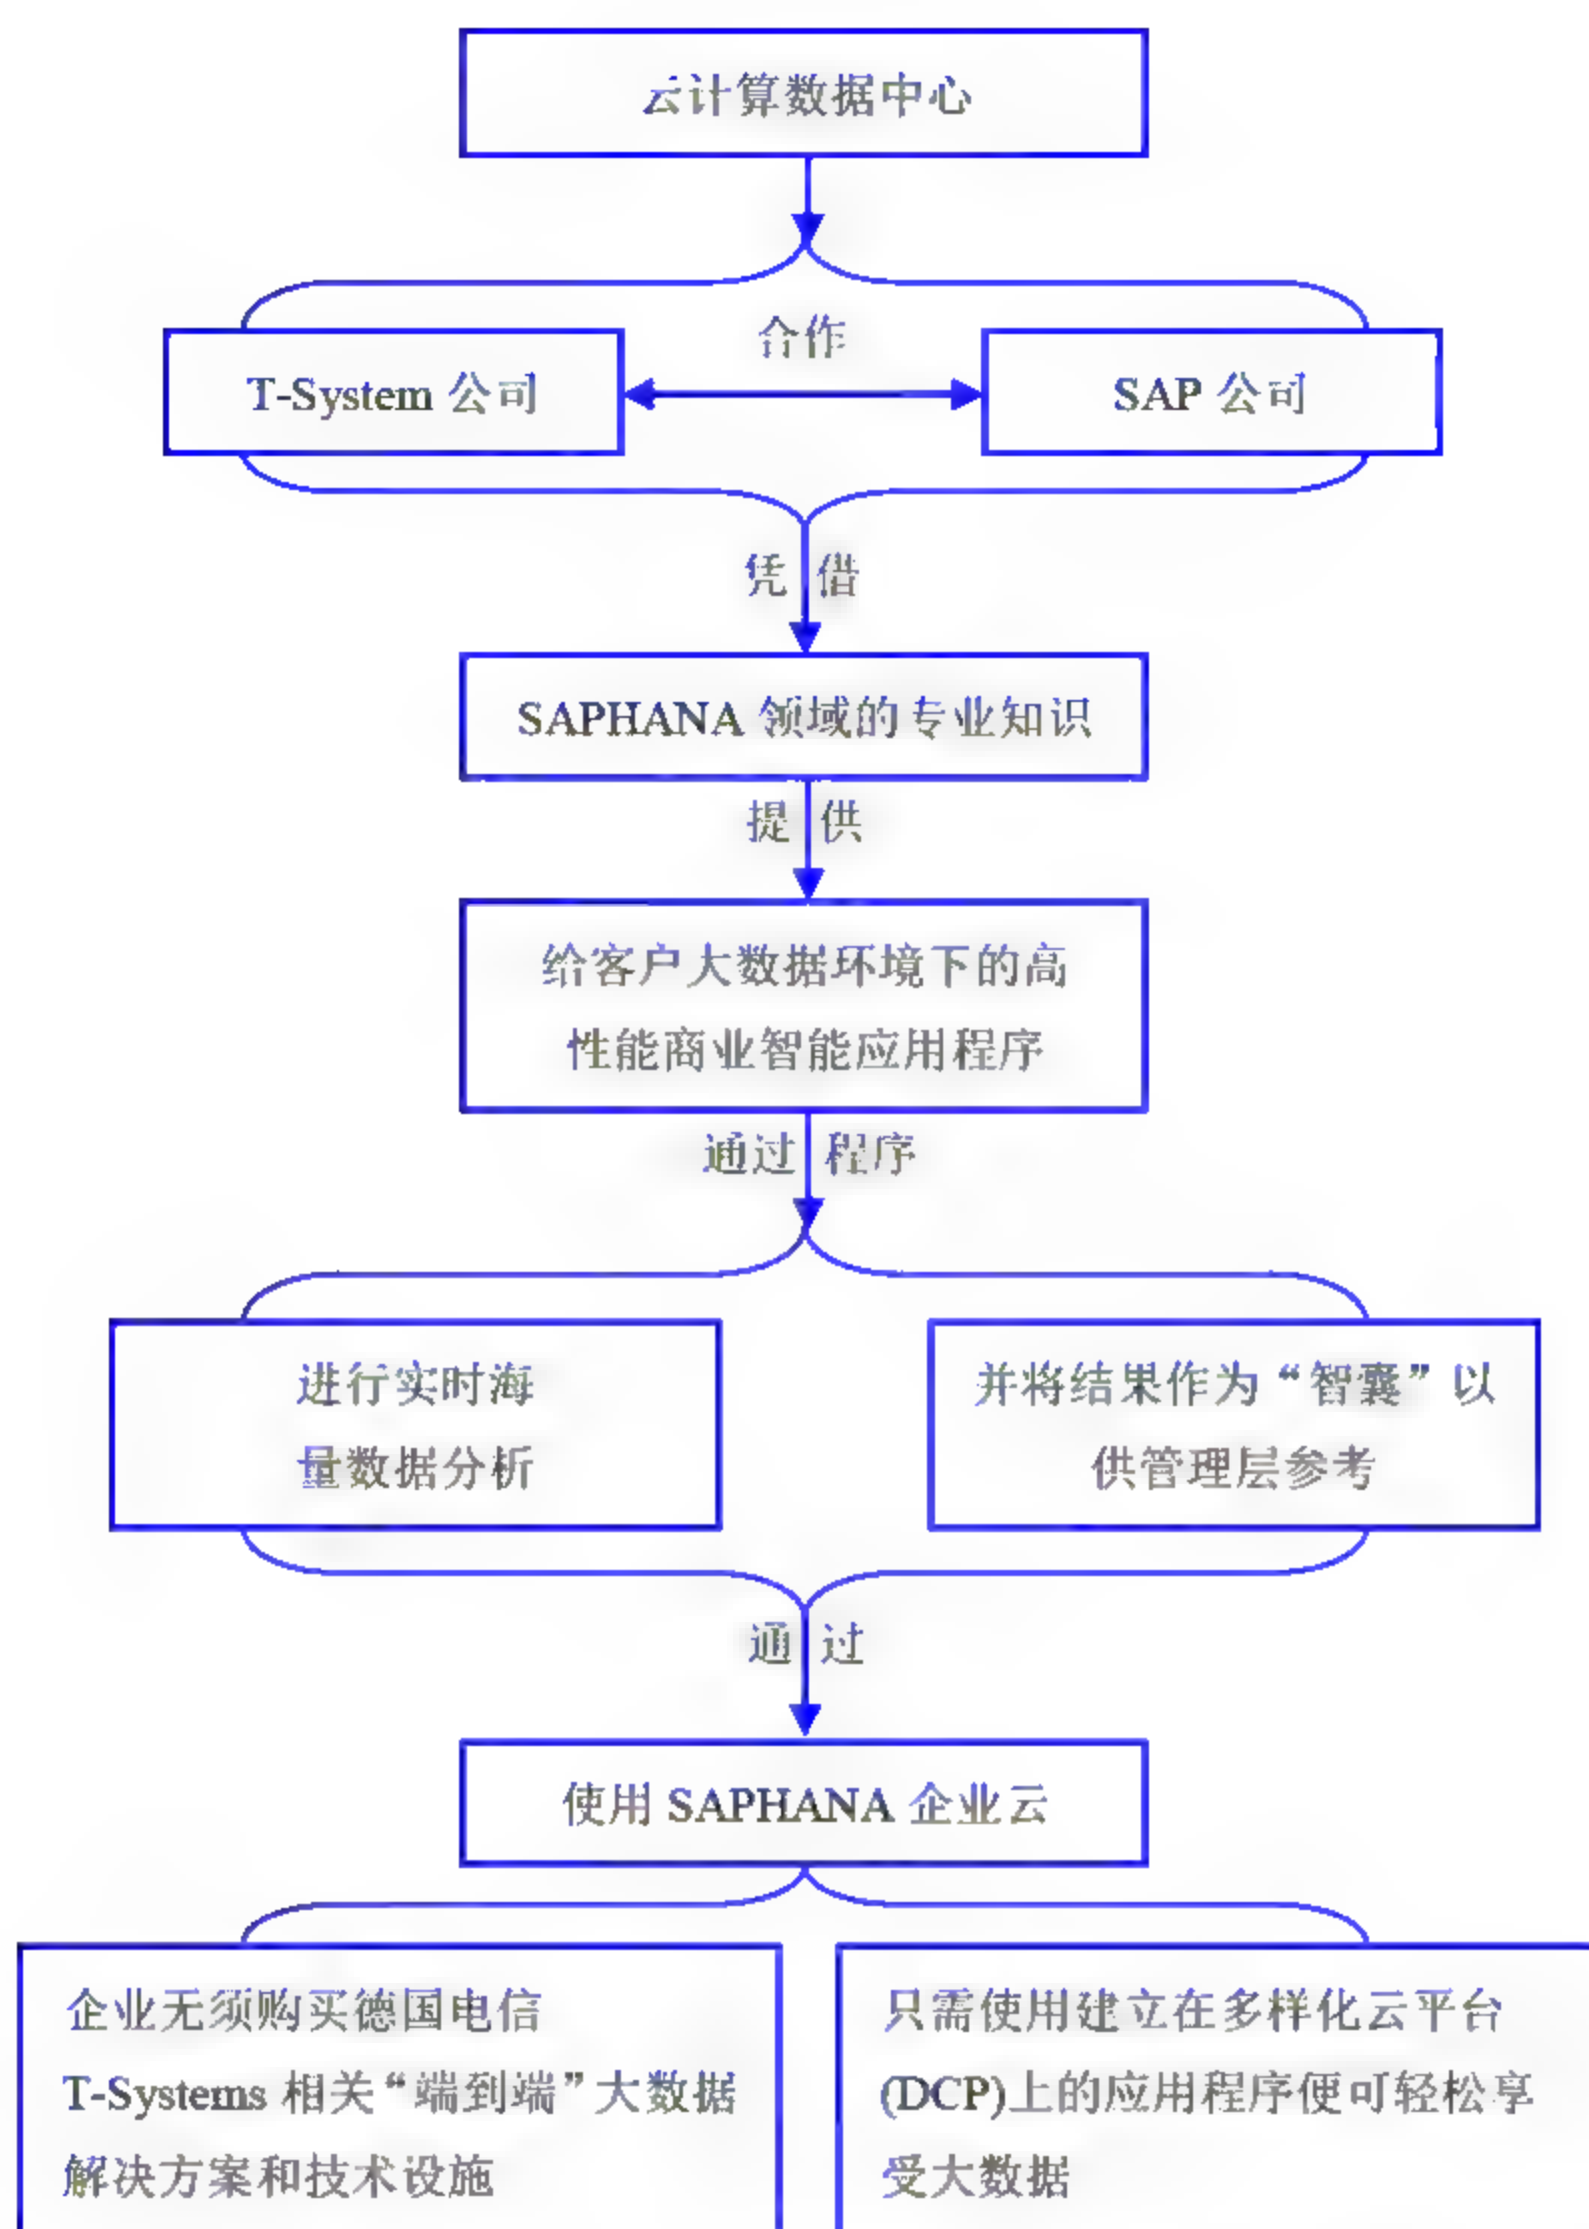 云计算数据中心
合作
T-System 公司
SAP 公司
凭 借
SAPHANA 领域的专业知识
提 供
给客户大数据环境下的高
性能商业智能应用程序
通过 程序
进行实时海
量数据分析
并将结果作为“智囊”以
供管理层参考
通 过
使用 SAPHANA 企业云
企业无须购买德国电信
T-Systems 相关“端到端”大数据
解决方案和技术设施
只需使用建立在多样化云平台
(DCP)上的应用程序便可轻松享
受大数据